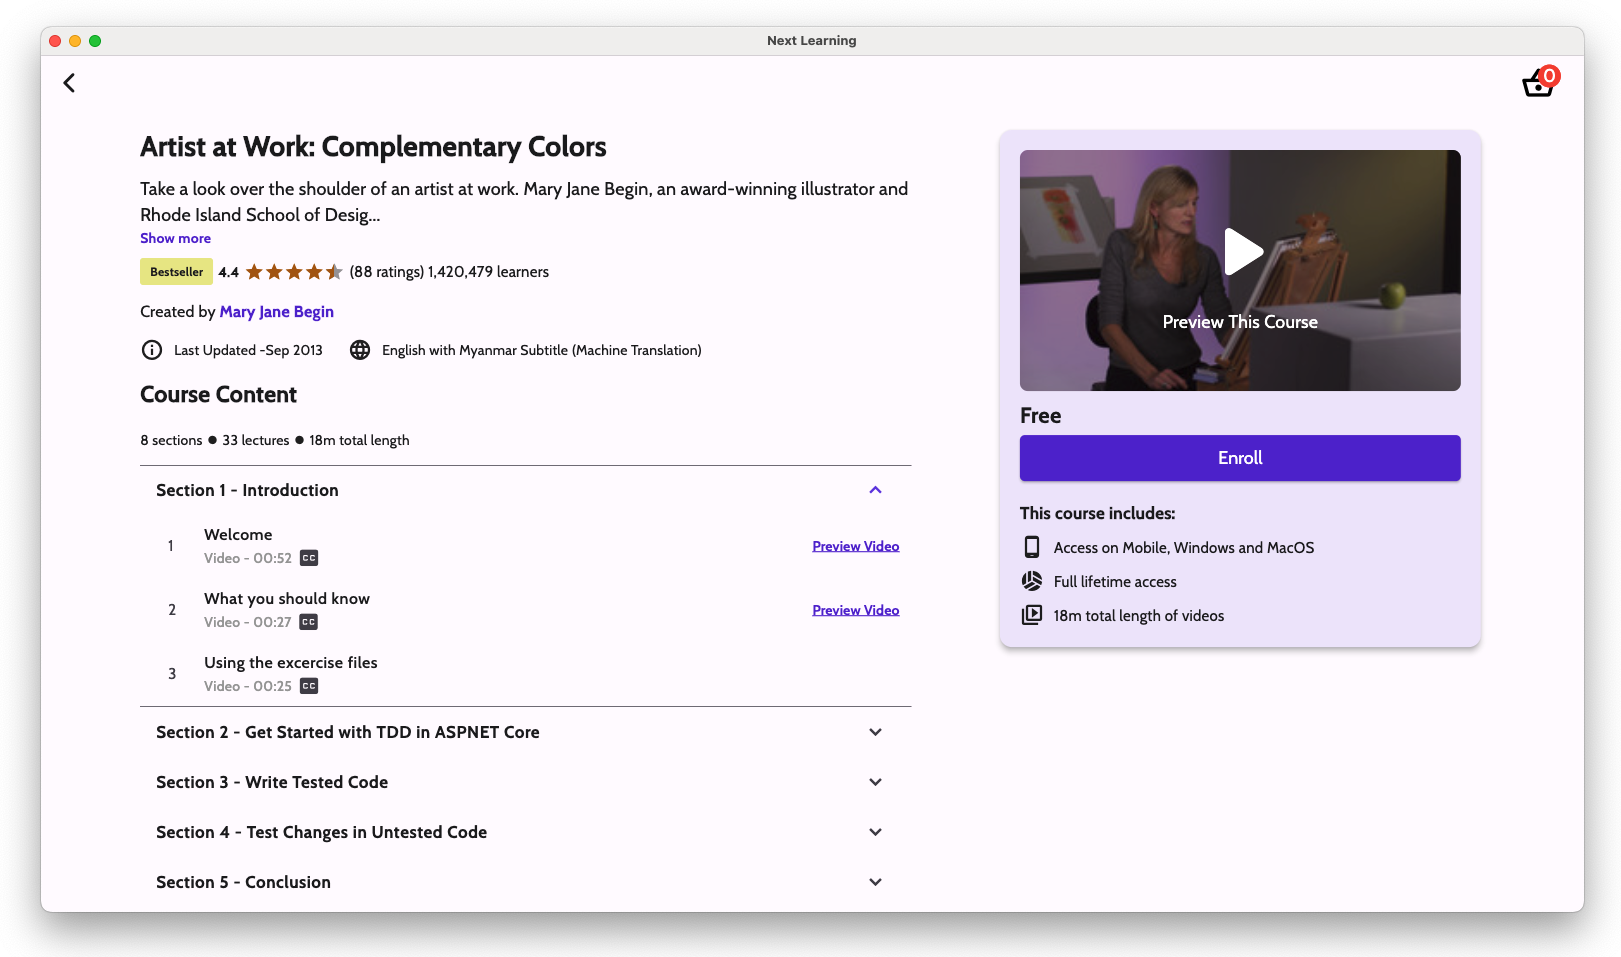 Next Learning
0
Artist at Work: Complementary Colors
Take a look over the shoulder of an artist at work. Mary Jane Begin, an award-winning illustrator and
Rhode Island School of Desig...
Show more
Bestseller 4.4 (88 ratings) 1,420,479 learners
Created by Mary Jane Begin
Last Updated -Sep 2013 English with Myanmar Subtitle (Machine Translation)
Course Content
8 sections ● 33 lectures ● 18m total length
Section 1 - Introduction
1 Welcome
Video - 00:52 CC
Preview Video
2 What you should know
Video - 00:27 CC
Preview Video
3 Using the excercise files
Video - 00:25 CC
Section 2 - Get Started with TDD in ASPNET Core
Section 3 - Write Tested Code
Section 4 - Test Changes in Untested Code
Section 5 - Conclusion
Preview This Course
Free
Enroll
This course includes:
Access on Mobile, Windows and MacOS
Full lifetime access
18m total length of videos